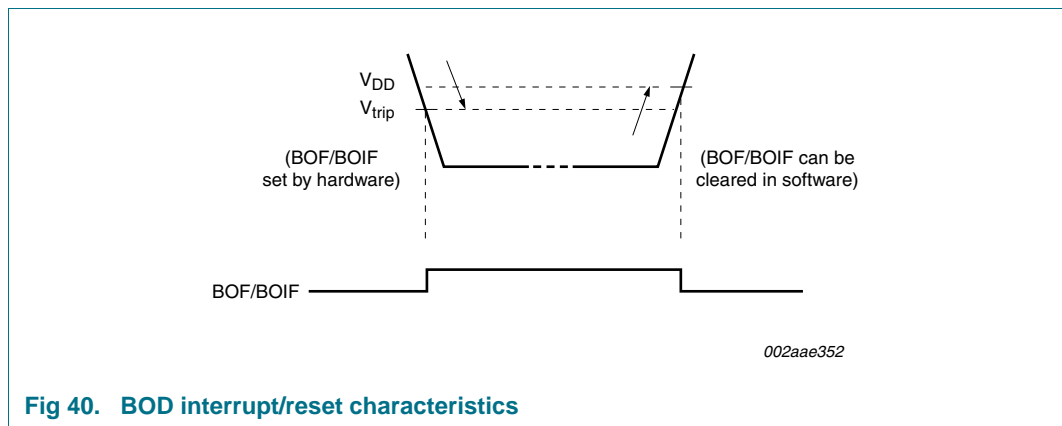 VDD
Vtrip
(BOF/BOIF
set by hardware)
(BOF/BOIF can be
cleared in software)
BOF/BOIF
002aae352
Fig 40. BOD interrupt/reset characteristics